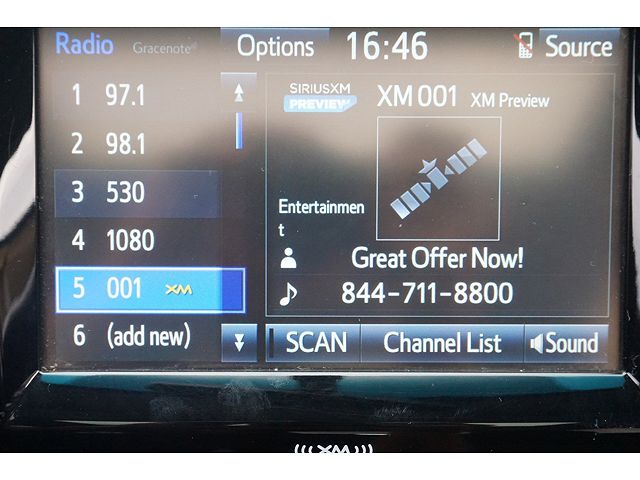 Radio Gracenote® Options 16:46 Source
1 97.1
2 98.1
3 530
4 1080
5 001 XM
6 (add new)
SIRIUSXM
PREVIEW
XM 001 XM Preview
Entertainmen
t
Great Offer Now!
844-711-8800
SCAN Channel List Sound
((( XM )))